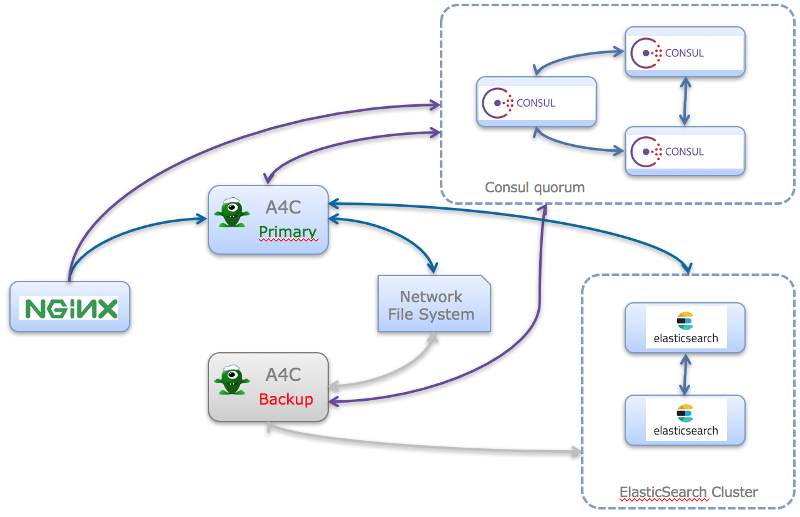 CONSUL
CONSUL
CONSUL
Consul quorum
A4C
Primary
NGiNX
Network
File System
A4C
Backup
elasticsearch
elasticsearch
ElasticSearch Cluster